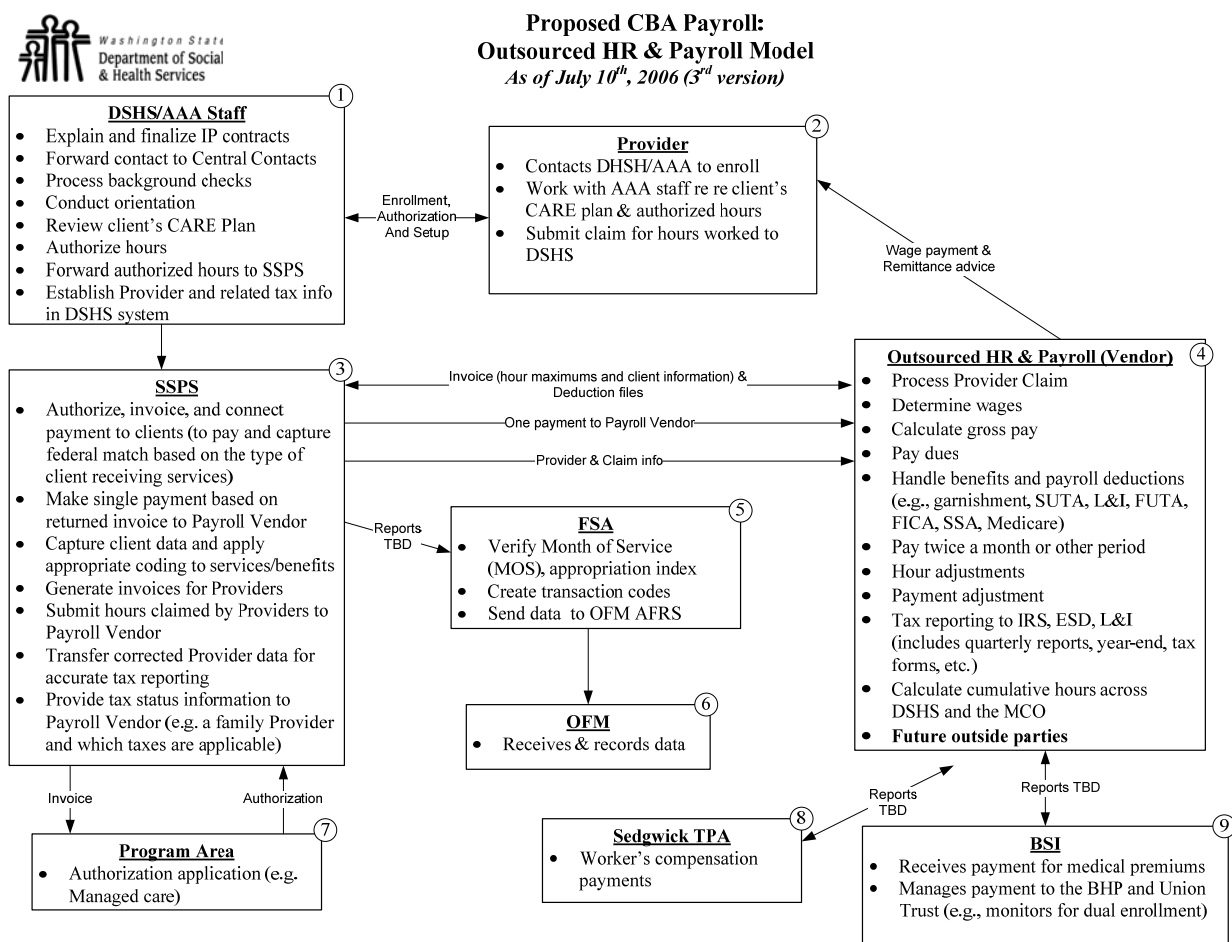 Washington State
Department of Social
& Health Services
Proposed CBA Payroll:
Outsourced HR & Payroll Model
As of July 10th, 2006 (3rd version)
1
DSHS/AAA Staff
• Explain and finalize IP contracts
• Forward contact to Central Contacts
• Process background checks
• Conduct orientation
• Review client's CARE Plan
• Authorize hours
• Forward authorized hours to SSPS
• Establish Provider and related tax info
in DSHS system
Enrollment,
Authorization
And Setup
2
Provider
• Contacts DHSH/AAA to enroll
• Work with AAA staff re re client's
CARE plan & authorized hours
• Submit claim for hours worked to
DSHS
Wage payment &
Remittance advice
3
SSPS
• Authorize, invoice, and connect
payment to clients (to pay and capture
federal match based on the type of
client receiving services)
• Make single payment based on
returned invoice to Payroll Vendor
• Capture client data and apply
appropriate coding to services/benefits
• Generate invoices for Providers
• Submit hours claimed by Providers to
Payroll Vendor
• Transfer corrected Provider data for
accurate tax reporting
• Provide tax status information to
Payroll Vendor (e.g. a family Provider
and which taxes are applicable)
Invoice (hour maximums and client information) &
Deduction files
One payment to Payroll Vendor
Provider & Claim info
Reports
TBD
4
Outsourced HR & Payroll (Vendor)
• Process Provider Claim
• Determine wages
• Calculate gross pay
• Pay dues
• Handle benefits and payroll deductions
(e.g., garnishment, SUTA, L&I, FUTA,
FICA, SSA, Medicare)
• Pay twice a month or other period
• Hour adjustments
• Payment adjustment
• Tax reporting to IRS, ESD, L&I
(includes quarterly reports, year-end, tax
forms, etc.)
• Calculate cumulative hours across
DSHS and the MCO
• Future outside parties
5
FSA
• Verify Month of Service
(MOS), appropriation index
• Create transaction codes
• Send data to OFM AFRS
6
OFM
• Receives & records data
Invoice
Authorization
7
Program Area
• Authorization application (e.g.
Managed care)
Reports
TBD
Reports TBD
8
Sedgwick TPA
• Worker's compensation
payments
9
BSI
• Receives payment for medical premiums
• Manages payment to the BHP and Union
Trust (e.g., monitors for dual enrollment)